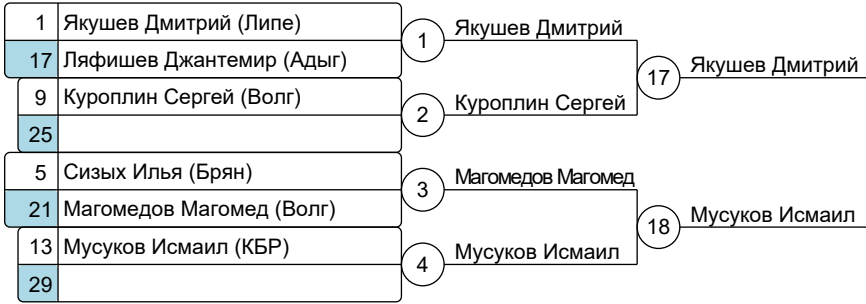 1 Якушев Дмитрий (Липе)
17 Ляфишев Джантемир (Адыг)
1 Якушев Дмитрий
9 Куроплин Сергей (Волг)
25
2 Куроплин Сергей
17 Якушев Дмитрий
5 Сизых Илья (Брян)
21 Магомедов Магомед (Волг)
3 Магомедов Магомед
13 Мусуков Исмаил (КБР)
29
4 Мусуков Исмаил
18 Мусуков Исмаил